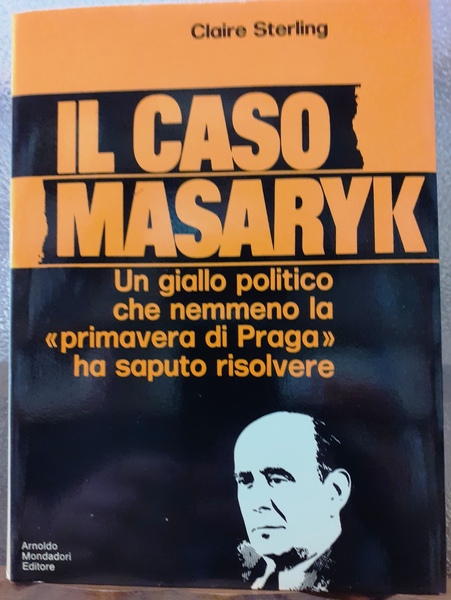 Claire Sterling
IL CASO
MASARYK
Un giallo politico
che nemmeno la
«primavera di Praga»
ha saputo risolvere
Arnoldo
Mondadori
Editore